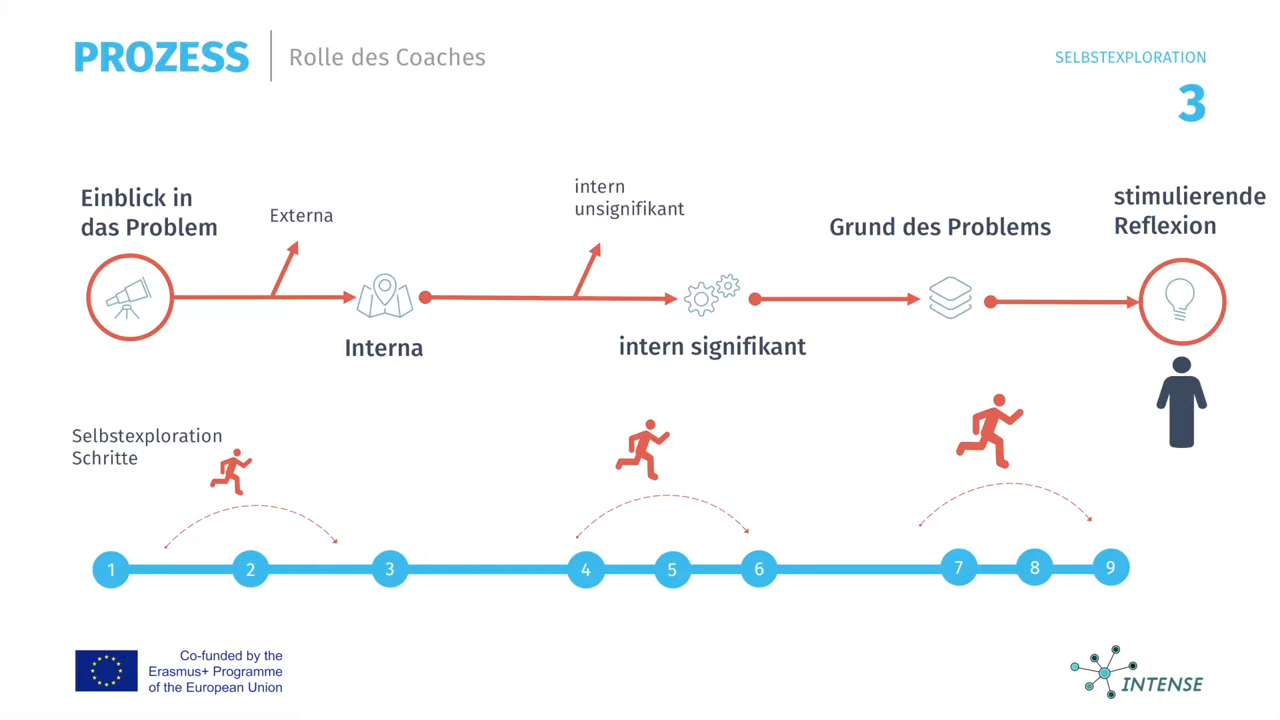 PROZESS
Rolle des Coaches
SELBSTEXPLORATION
3
Einblick in
das Problem
Externa
intern
unsignifikant
Grund des Problems
stimulierende
Reflexion
Interna
intern signifikant
Selbstexploration
Schritte
1 2 3 4 5 6 7 8 9
Co-funded by the
Erasmus+ Programme
of the European Union
INTENSE